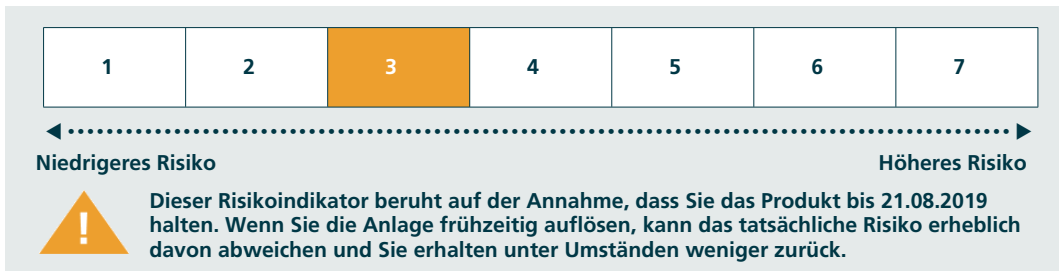 1 2 3 4 5 6 7
Niedrigeres Risiko Höheres Risiko
! Dieser Risikoindikator beruht auf der Annahme, dass Sie das Produkt bis 21.08.2019
halten. Wenn Sie die Anlage frühzeitig auflösen, kann das tatsächliche Risiko erheblich
davon abweichen und Sie erhalten unter Umständen weniger zurück.